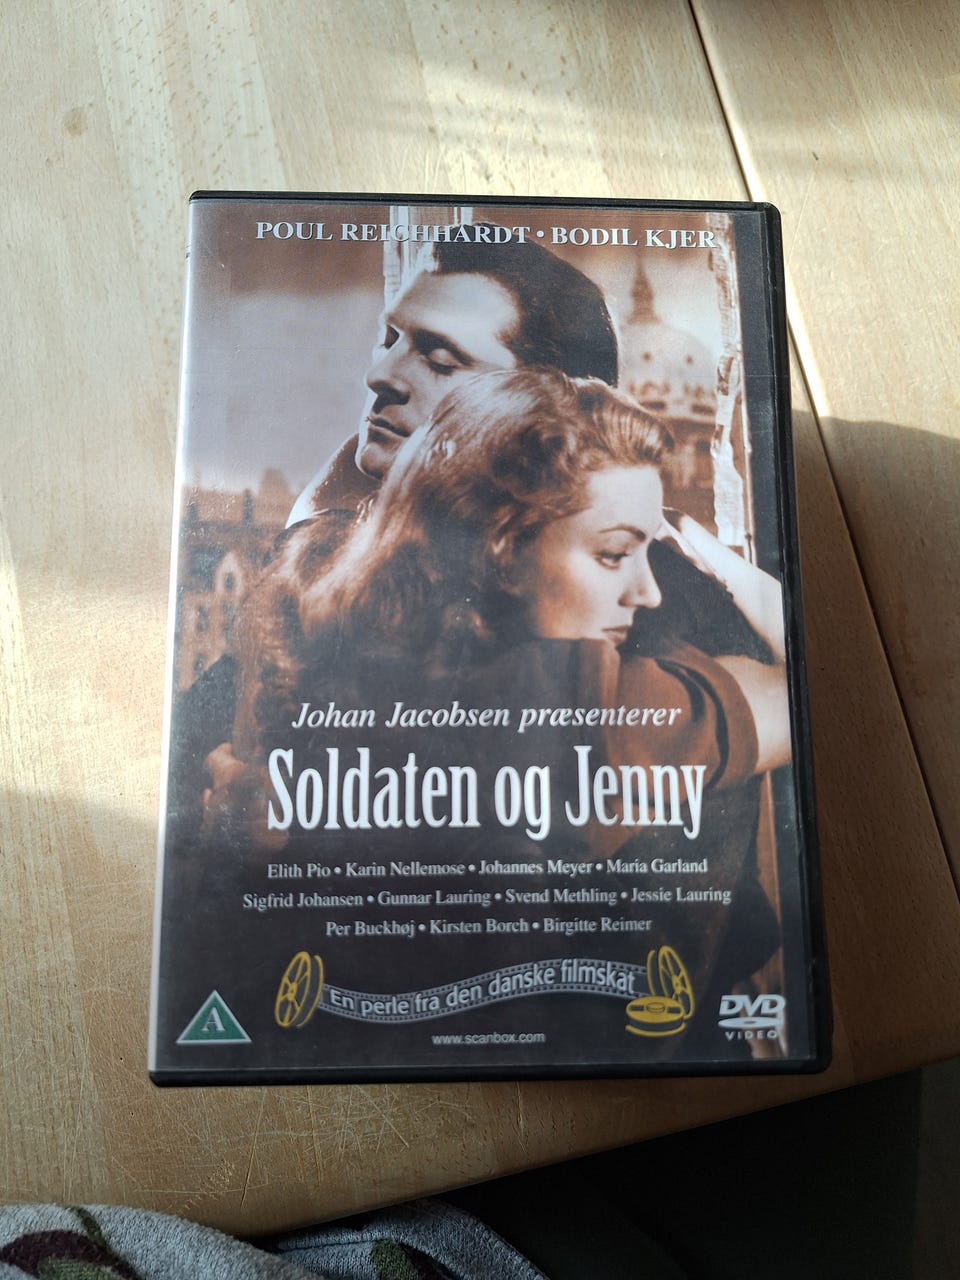 POUL REICHHARDT • BODIL KJER
Johan Jacobsen præsenterer
Soldaten og Jenny
Elith Pio • Karin Nellemose • Johannes Meyer • Maria Garland
Sigfrid Johansen • Gunnar Lauring • Svend Methling • Jessie Lauring
Per Buckhøj • Kirsten Borch • Birgitte Reimer
En perle fra den danske filmskat
A
www.scanbox.com
DVD
VIDEO